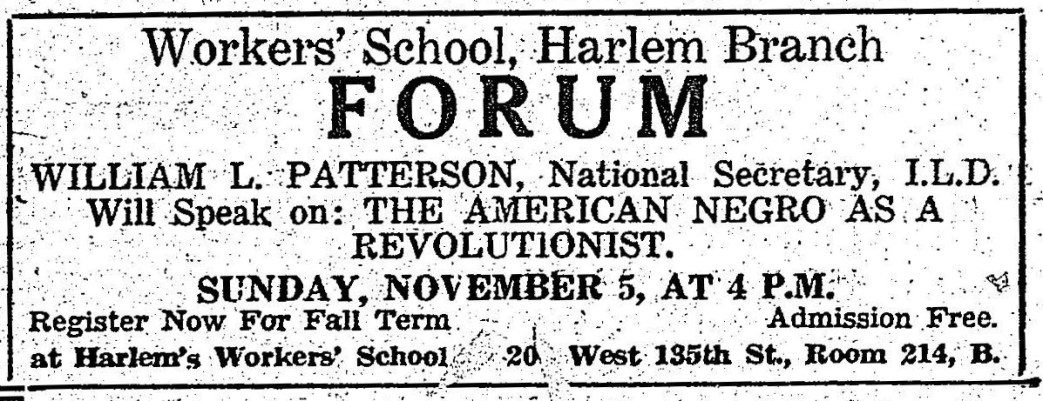 Workers' School, Harlem Branch
FORUM
WILLIAM L. PATTERSON, National Secretary, I.L.D.
Will Speak on: THE AMERICAN NEGRO AS A
REVOLUTIONIST.
SUNDAY, NOVEMBER 5, AT 4 P.M.
Register Now For Fall Term Admission Free.
at Harlem's Workers' School 20 West 135th St., Room 214, B.